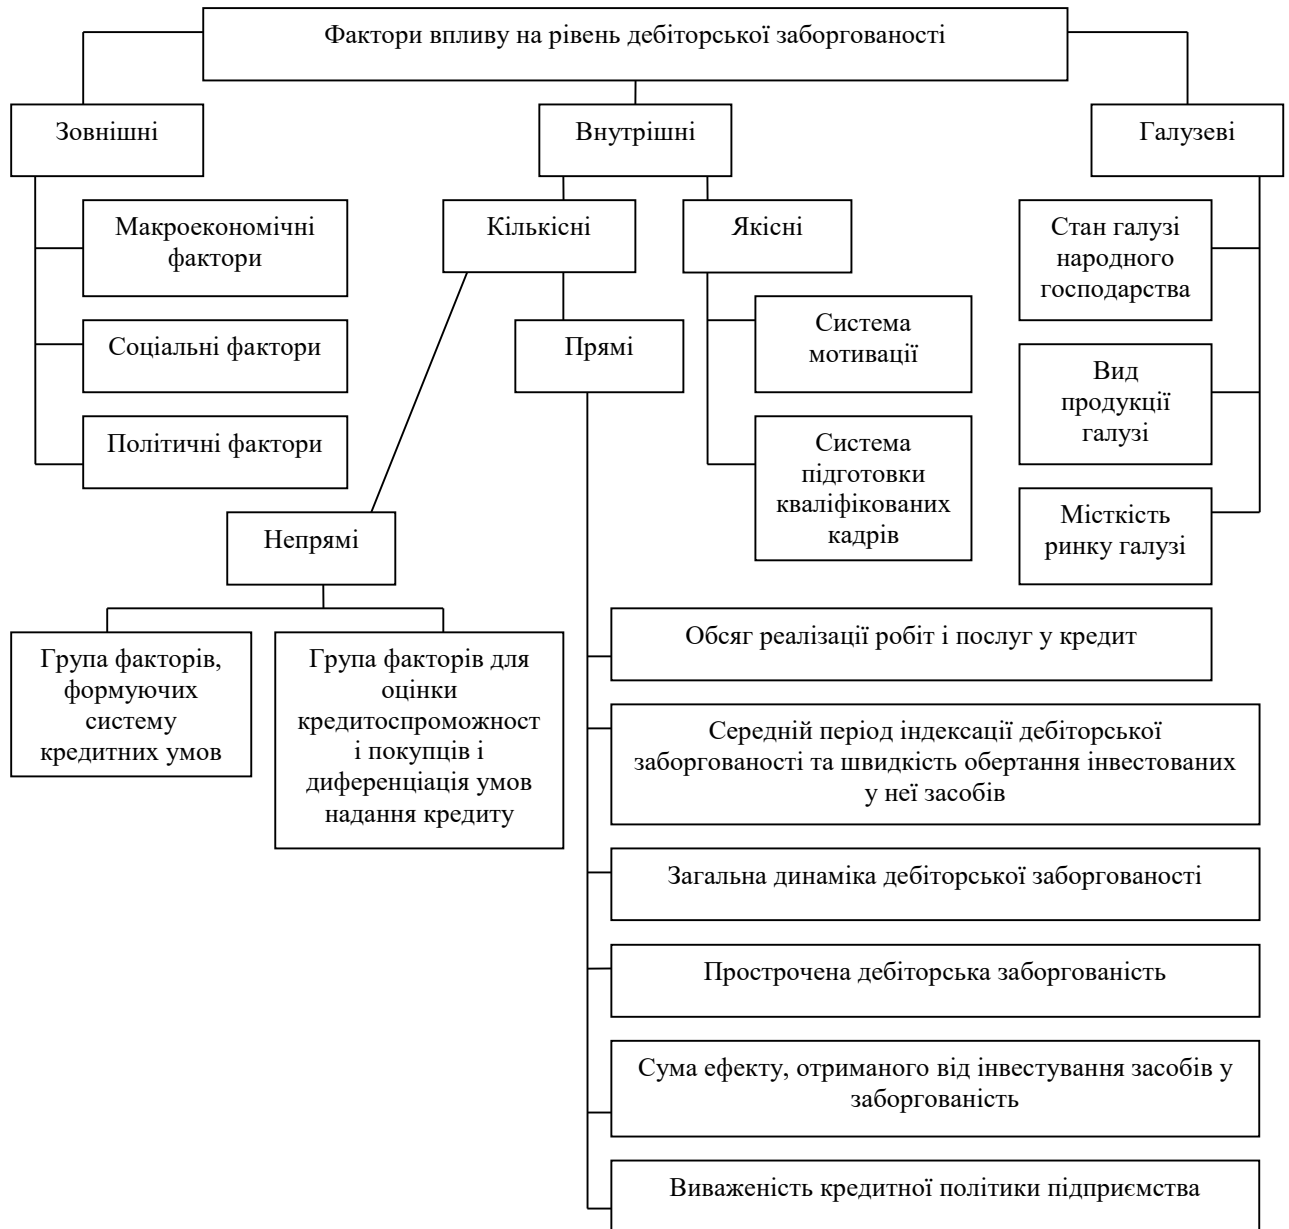 Фактори впливу на рівень дебіторської заборгованості
Зовнішні
Внутрішні
Галузеві
Макроекономічні
фактори
Соціальні фактори
Політичні фактори
Кількісні
Якісні
Прямі
Система
мотивації
Система
підготовки
кваліфікованих
кадрів
Стан галузі
народного
господарства
Вид
продукції
галузі
Місткість
ринку галузі
Непрямі
Група факторів,
формуючих
систему
кредитних умов
Група факторів для
оцінки
кредитоспроможност
і покупців і
диференціація умов
надання кредиту
Обсяг реалізації робіт і послуг у кредит
Середній період індексації дебіторської
заборгованості та швидкість обертання інвестованих
у неї засобів
Загальна динаміка дебіторської заборгованості
Прострочена дебіторська заборгованість
Сума ефекту, отриманого від інвестування засобів у
заборгованість
Виваженість кредитної політики підприємства